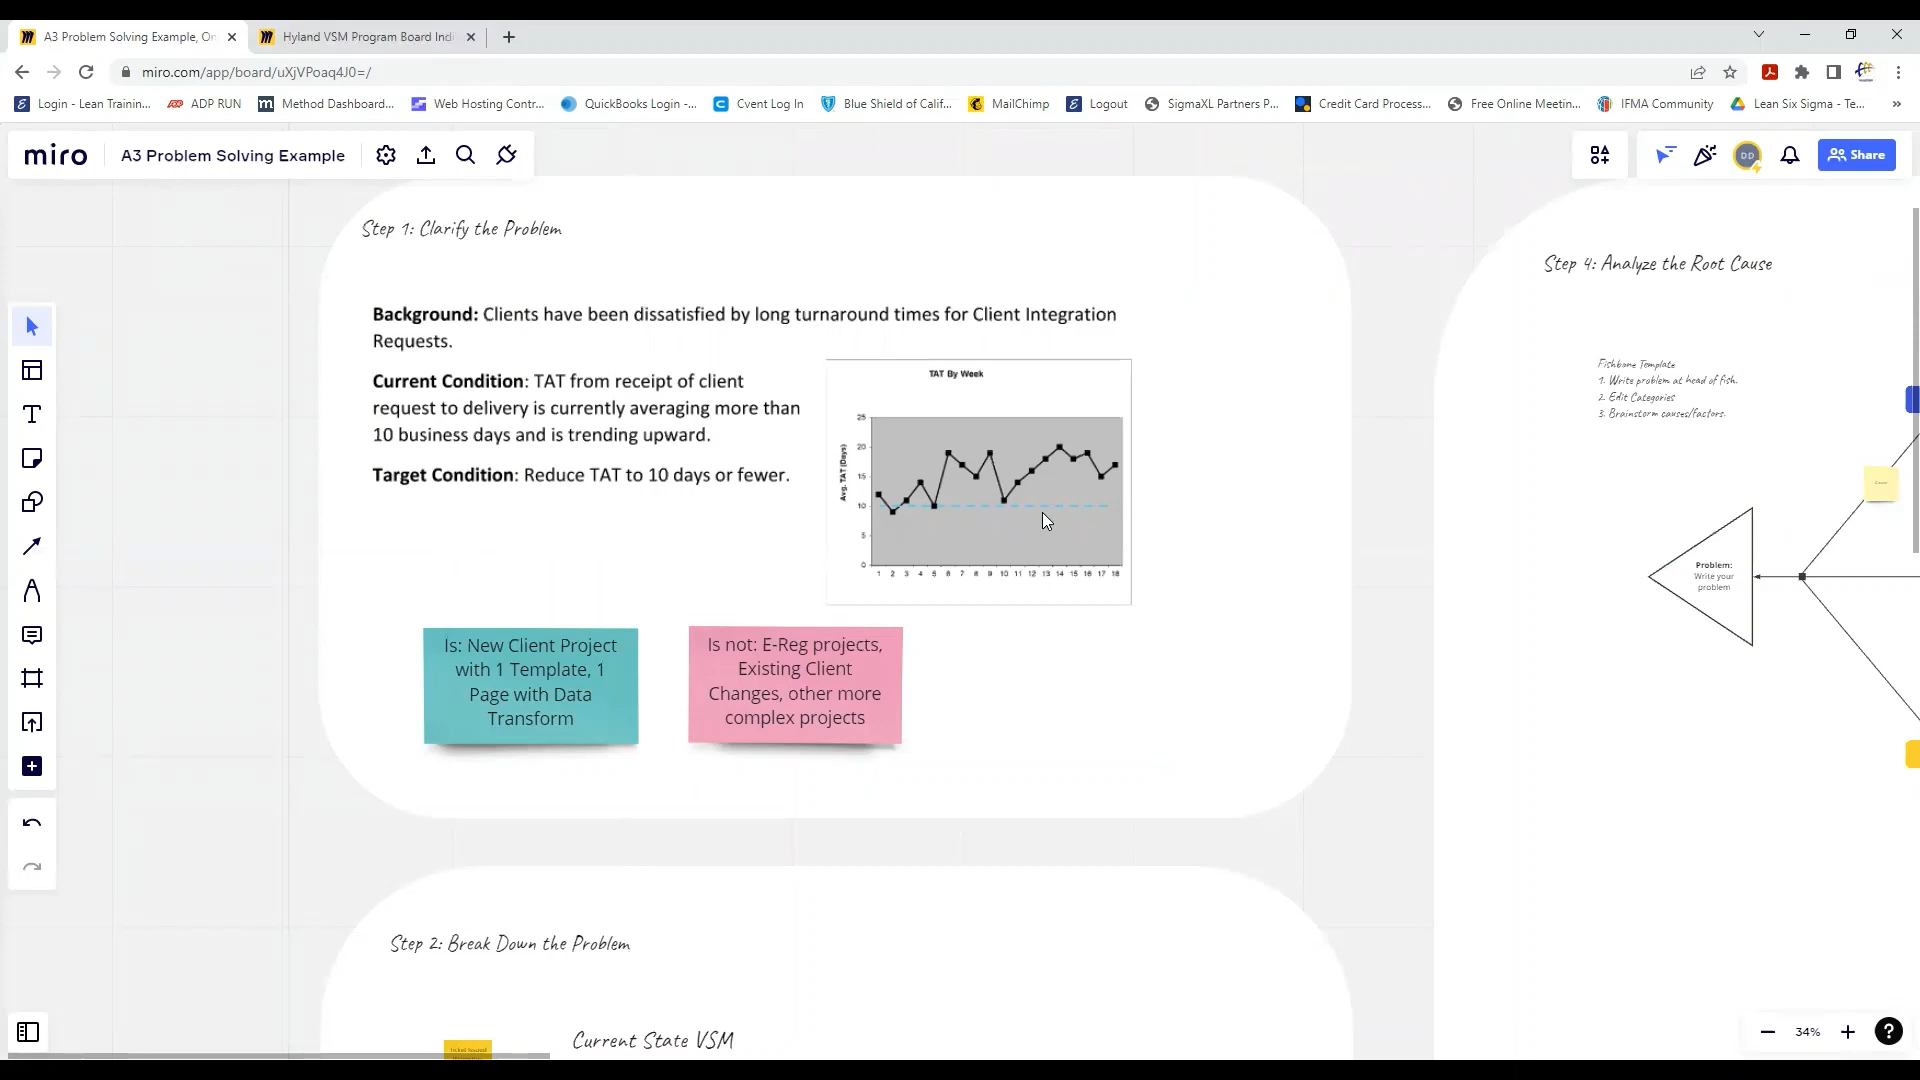 A3 Problem Solving Example, On
Hyland VSM Program Board Indi
miro.com/app/board/uXjVPoaq4J0=/
Login - Lean Trainin...
ADP RUN
Method Dashboard...
Web Hosting Contr...
QuickBooks Login -...
Cvent Log In
Blue Shield of Calif...
MailChimp
Logout
SigmaXL Partners P...
Credit Card Process...
Free Online Meetin...
IFMA Community
Lean Six Sigma - Te...
miro
A3 Problem Solving Example
DD
Share
Step 1: Clarify the Problem
Background: Clients have been dissatisfied by long turnaround times for Client Integration
Requests.
Current Condition: TAT from receipt of client
request to delivery is currently averaging more than
10 business days and is trending upward.
Target Condition: Reduce TAT to 10 days or fewer.
TAT By Week
Avg. TAT (Days)
25
20
15
10
5
0
1 2 3 4 5 6 7 8 9 10 11 12 13 14 15 16 17 18
Is: New Client Project
with 1 Template, 1
Page with Data
Transform
Is not: E-Reg projects,
Existing Client
Changes, other more
complex projects
Step 2: Break Down the Problem
Current State VSM
Step 4: Analyze the Root Cause
Fishbone Template
1. Write problem at head of fish.
2. Edit Categories
3. Brainstorm causes/factors.
Cause
Problem:
Write your
problem
34%